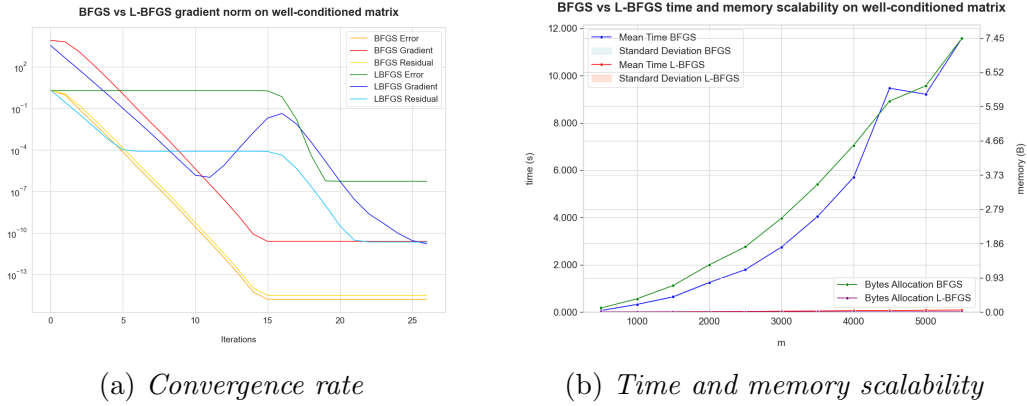 BFGS vs L-BFGS gradient norm on well-conditioned matrix
BFGS Error
BFGS Gradient
BFGS Residual
LBFGS Error
LBFGS Gradient
LBFGS Residual
10^2
10^-1
10^-4
10^-7
10^-10
10^-13
0 5 10 15 20 25
Iterations
(a) Convergence rate
BFGS vs L-BFGS time and memory scalability on well-conditioned matrix
Mean Time BFGS
Standard Deviation BFGS
Mean Time L-BFGS
Standard Deviation L-BFGS
12.000
10.000
8.000
6.000
4.000
2.000
0.000
time (s)
7.45
6.52
5.59
4.66
3.73
2.79
1.86
0.93
0.00
memory (B)
Bytes Allocation BFGS
Bytes Allocation L-BFGS
1000 2000 3000 4000 5000
m
(b) Time and memory scalability